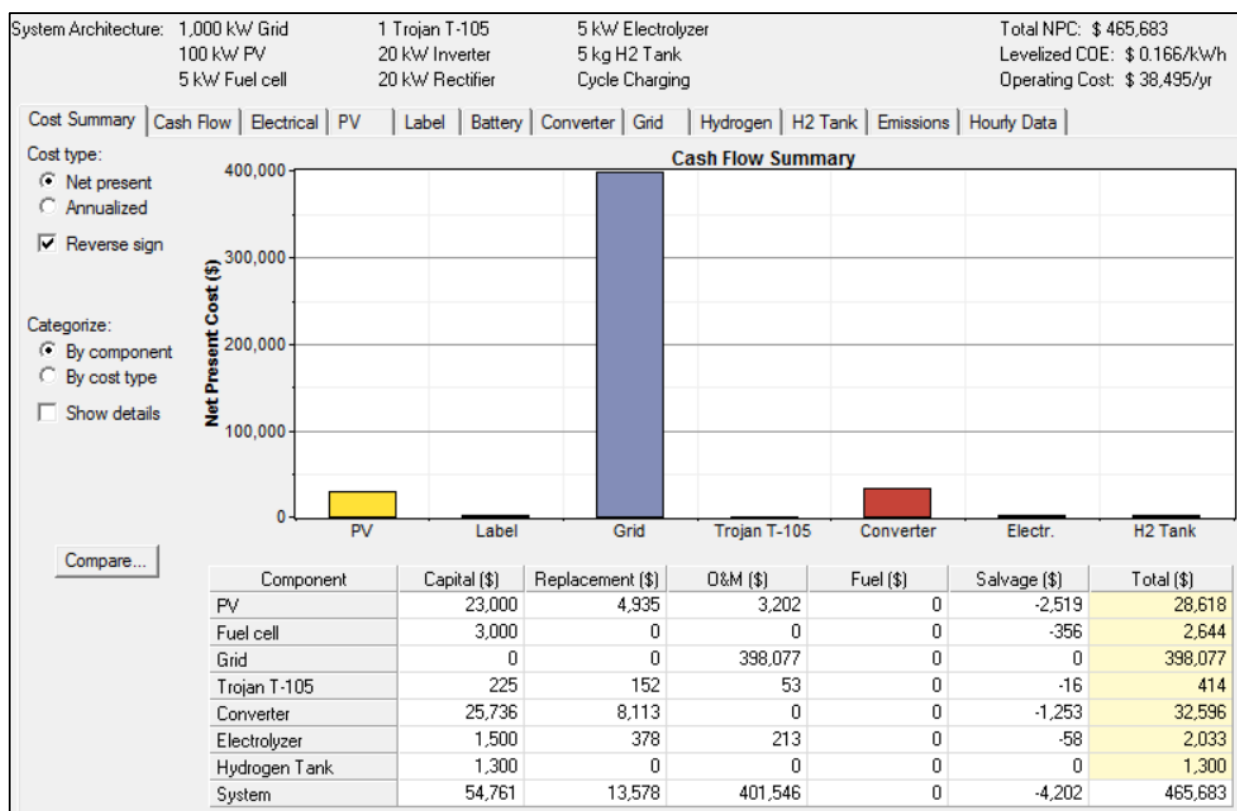 System Architecture: 1,000 kW Grid 1 Trojan T-105 5 kW Electrolyzer Total NPC: $ 465,683
100 kW PV 20 kW Inverter 5 kg H2 Tank Levelized COE: $ 0.166/kWh
5 kW Fuel cell 20 kW Rectifier Cycle Charging Operating Cost: $ 38,495/yr
Cost Summary Cash Flow Electrical PV Label Battery Converter Grid Hydrogen H2 Tank Emissions Hourly Data
Cost type:
Net present
Annualized
Reverse sign
Categorize:
By component
By cost type
Show details
Compare...
Cash Flow Summary
Net Present Cost ($)
400,000
300,000
200,000
100,000
0
PV Label Grid Trojan T-105 Converter Electr. H2 Tank
Component Capital ($) Replacement ($) O&M ($) Fuel ($) Salvage ($) Total ($)
PV 23,000 4,935 3,202 0 -2,519 28,618
Fuel cell 3,000 0 0 0 -356 2,644
Grid 0 0 398,077 0 0 398,077
Trojan T-105 225 152 53 0 -16 414
Converter 25,736 8,113 0 0 -1,253 32,596
Electrolyzer 1,500 378 213 0 -58 2,033
Hydrogen Tank 1,300 0 0 0 0 1,300
System 54,761 13,578 401,546 0 -4,202 465,683